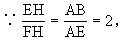 ∵ EH/FH = AB/AE = 2,